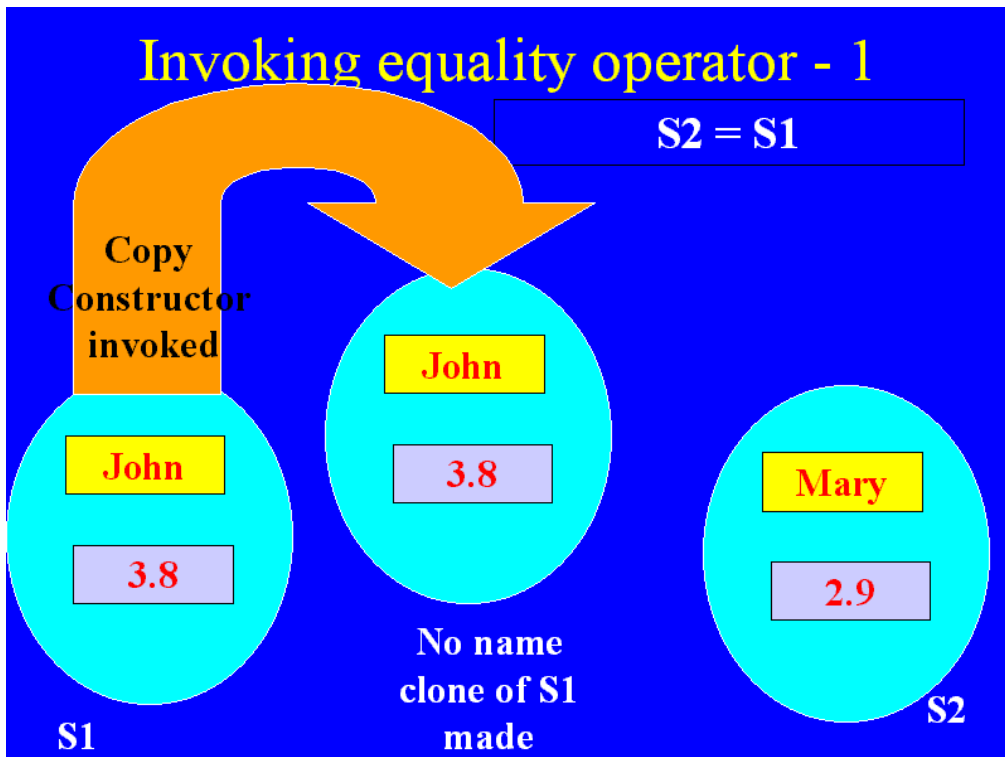 Invoking equality operator - 1
S2 = S1
Copy
Constructor
invoked
John
3.8
S1
John
3.8
No name
clone of S1
made
Mary
2.9
S2